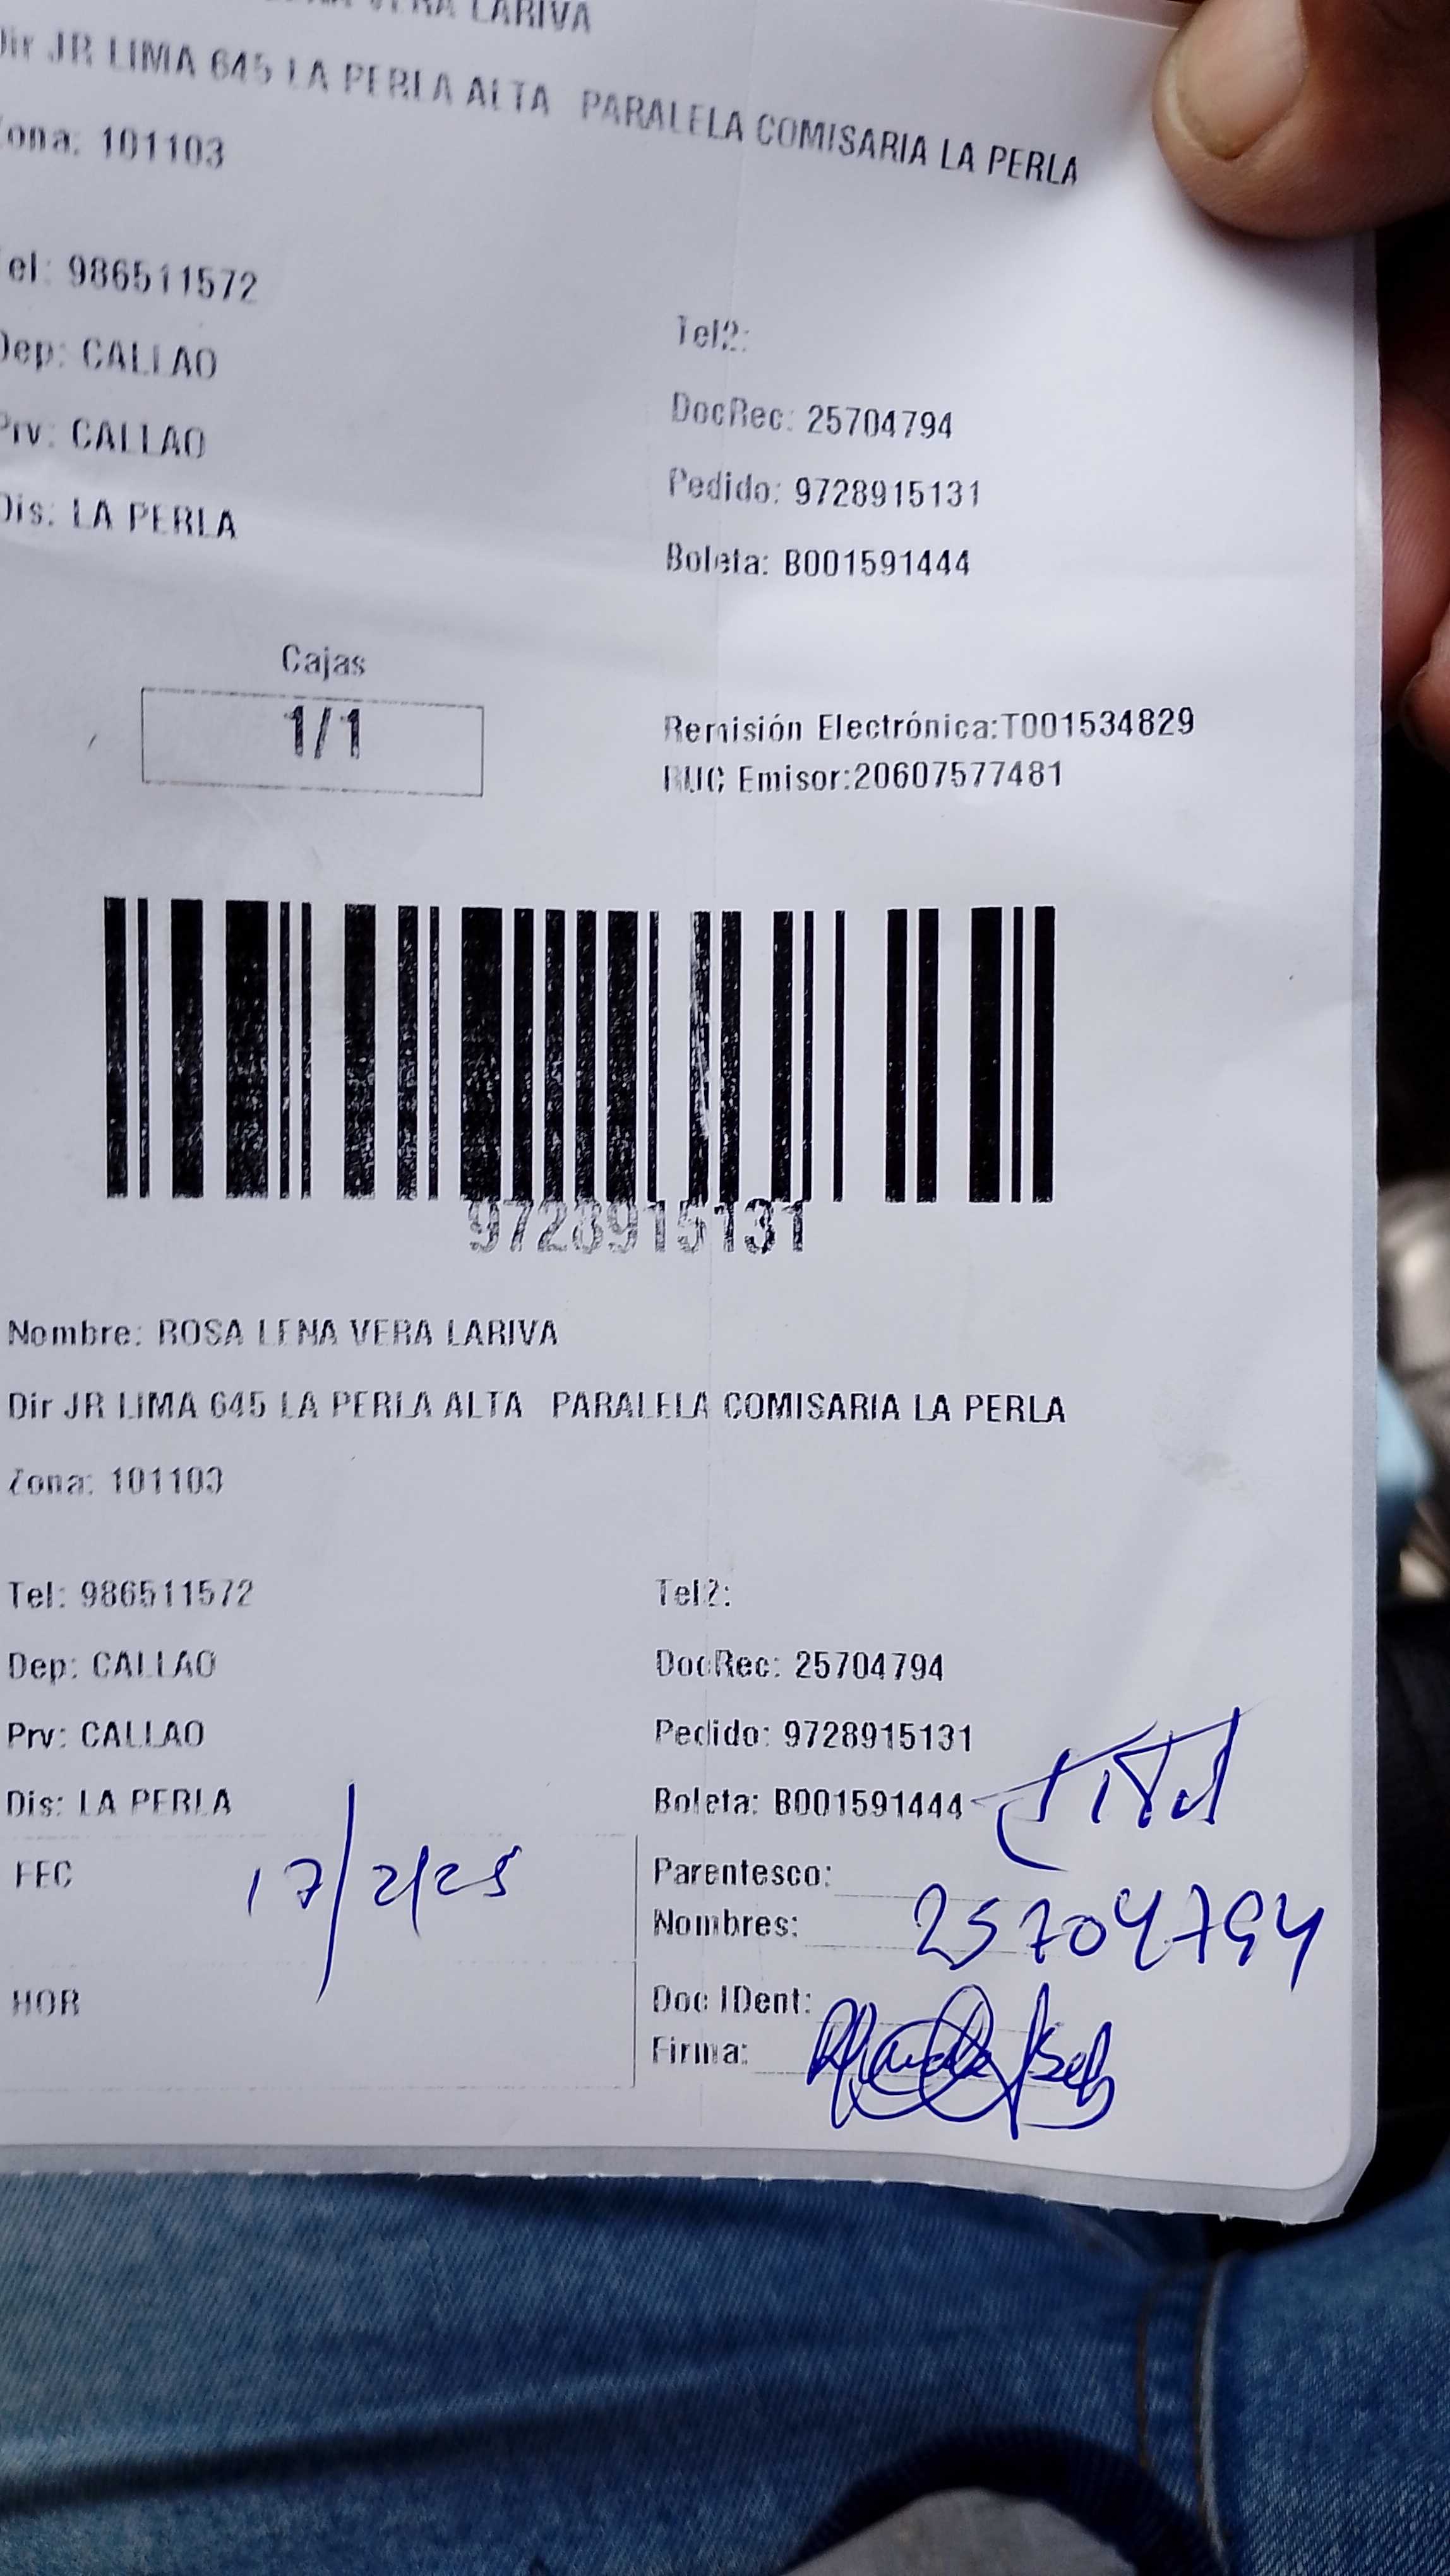 VERA LARIVA
Dir JR LIMA 645 LA PERLA ALTA PARALELA COMISARIA LA PERLA
Zona: 101103
Tel: 986511572
Tel2:
Dep: CALLAO
DocRec: 25704794
Prv: CALLAO
Pedido: 9728915131
Dis: LA PERLA
Boleta: B001591444
Cajas
1/1
Remisión Electrónica:T001534829
RUC Emisor:20607577481
9728915131
Nombre: ROSA LENA VERA LARIVA
Dir JR LIMA 645 LA PERLA ALTA PARALELA COMISARIA LA PERLA
Zona: 101103
Tel: 986511572
Tel2:
Dep: CALLAO
DocRec: 25704794
Prv: CALLAO
Pedido: 9728915131
Dis: LA PERLA
Boleta: B001591444
FEC 17/2/25
Parentesco:
Nombres: 25704794
HOR
Doc IDent:
Firma: